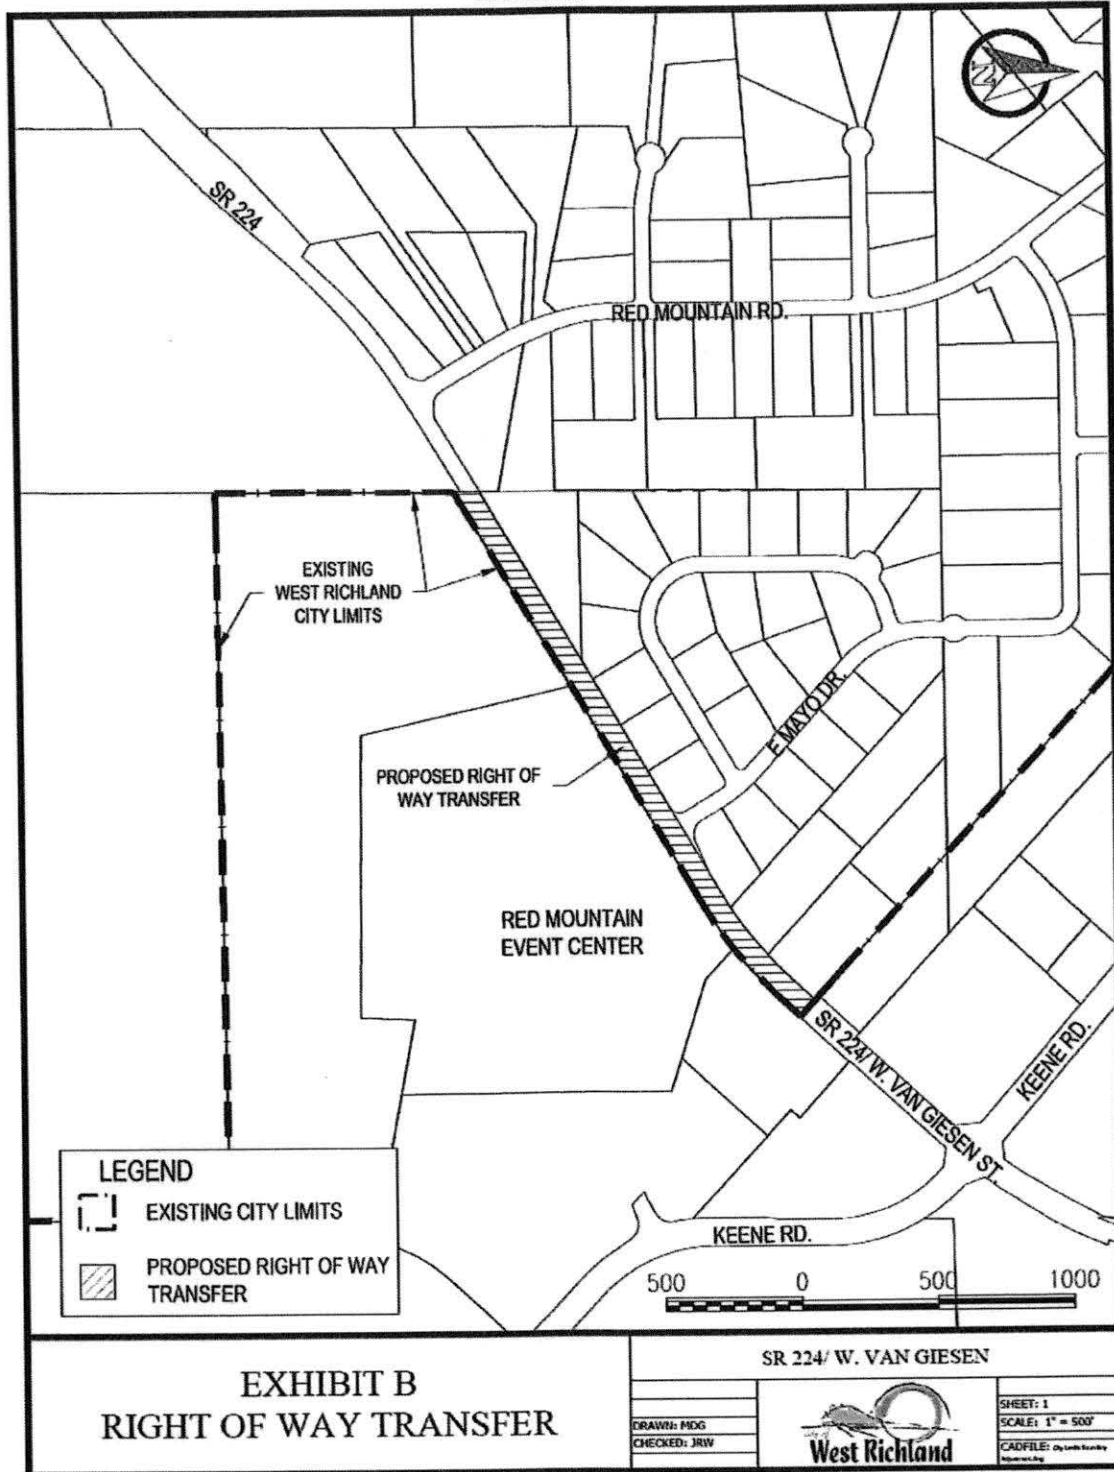 N
SR 224
RED MOUNTAIN RD.
EXISTING
WEST RICHLAND
CITY LIMITS
E MAYO DR.
PROPOSED RIGHT OF
WAY TRANSFER
RED MOUNTAIN
EVENT CENTER
SR 224/ W. VAN GIESEN ST.
KEENE RD.
KEENE RD.
LEGEND
EXISTING CITY LIMITS
PROPOSED RIGHT OF WAY
TRANSFER
500 0 500 1000
EXHIBIT B
RIGHT OF WAY TRANSFER
SR 224/ W. VAN GIESEN
DRAWN: MDG
CHECKED: JRW
City of
West Richland
SHEET: 1
SCALE: 1" = 500'
CADFILE: